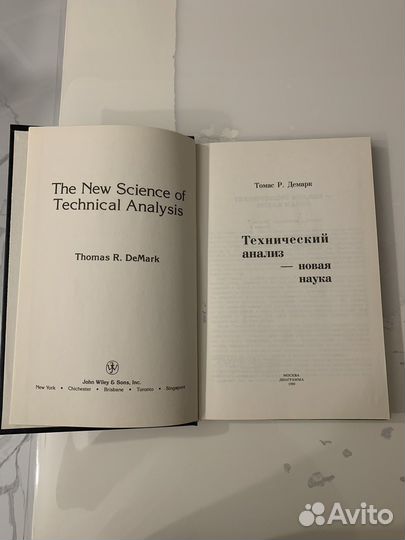 The New Science of
Technical Analysis
Thomas R. DeMark
John Wiley & Sons, Inc.
New York • Chichester • Brisbane • Toronto • Singapore
Томас Р. Демарк
Технический
анализ
— новая
наука
МОСКВА
ДИАГРАММА
Avito